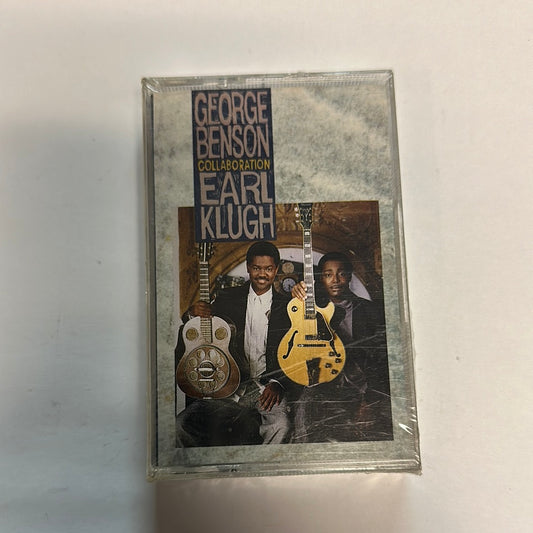 GEORGE
BENSON
COLLABORATION
EARL
KLUGH